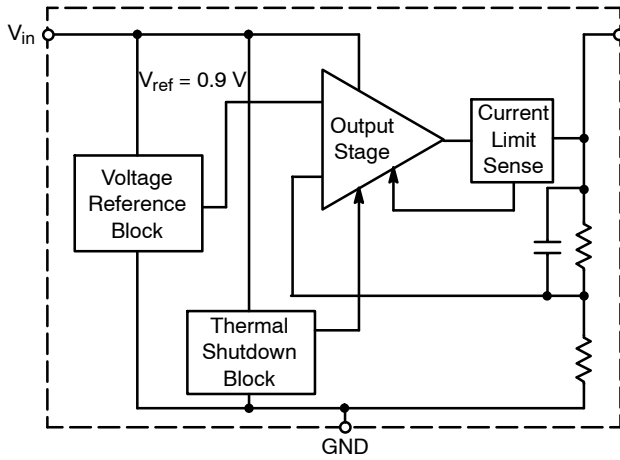 Vin
Vref = 0.9 V
Output
Stage
Current
Limit
Sense
Voltage
Reference
Block
Thermal
Shutdown
Block
GND